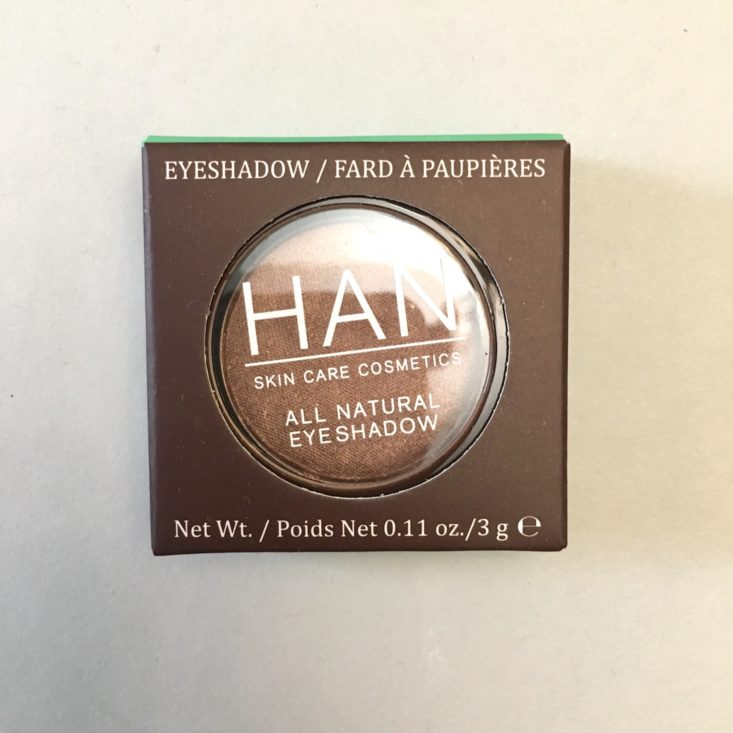 EYESHADOW / FARD À PAUPIÈRES
HAN
SKIN CARE COSMETICS
ALL NATURAL
EYESHADOW
Net Wt. / Poids Net 0.11 oz./3 g ℮